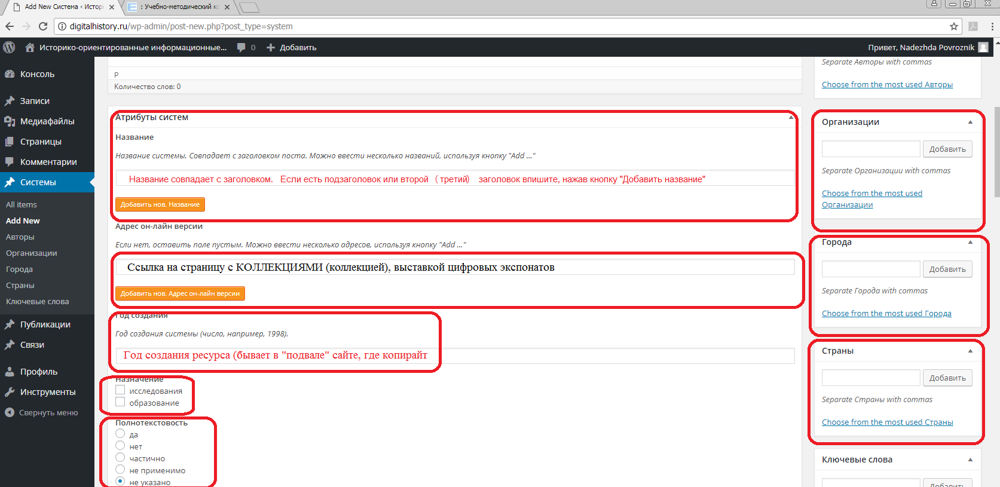 Add New Система ‹ Истор
: Учебно-методический ко
digitalhistory.ru/wp-admin/post-new.php?post_type=system
Историко-ориентированные информационные...
0
Добавить
Привет, Nadezhda Povroznik
Консоль
Записи
Медиафайлы
Страницы
Комментарии
Системы
All items
Add New
Авторы
Организации
Города
Страны
Ключевые слова
Публикации
Связи
Профиль
Инструменты
Свернуть меню
p
Количество слов: 0
Атрибуты систем
Название
Название системы. Совпадает с заголовком поста. Можно ввести несколько названий, используя кнопку "Add ..."
Название совпадает с заголовком. Если есть подзаголовок или второй ( третий) заголовок впишите, нажав кнопку "Добавить название"
Добавить нов. Название
Адрес он-лайн версии
Если нет, оставить поле пустым. Можно ввести несколько адресов, используя кнопку "Add ..."
Ссылка на страницу с КОЛЛЕКЦИЯМИ (коллекцией), выставкой цифровых экспонатов
Добавить нов. Адрес он-лайн версии
Год создания
Год создания системы (число, например, 1998).
Год создания ресурса (бывает в "подвале" сайте, где копирайт
Назначение
исследования
образование
Полнотекстовость
да
нет
частично
не применимо
не указано
Separate Авторы with commas
Choose from the most used Авторы
Организации
Добавить
Separate Организации with commas
Choose from the most used
Организации
Города
Добавить
Separate Города with commas
Choose from the most used Города
Страны
Добавить
Separate Страны with commas
Choose from the most used Страны
Ключевые слова
Добавить